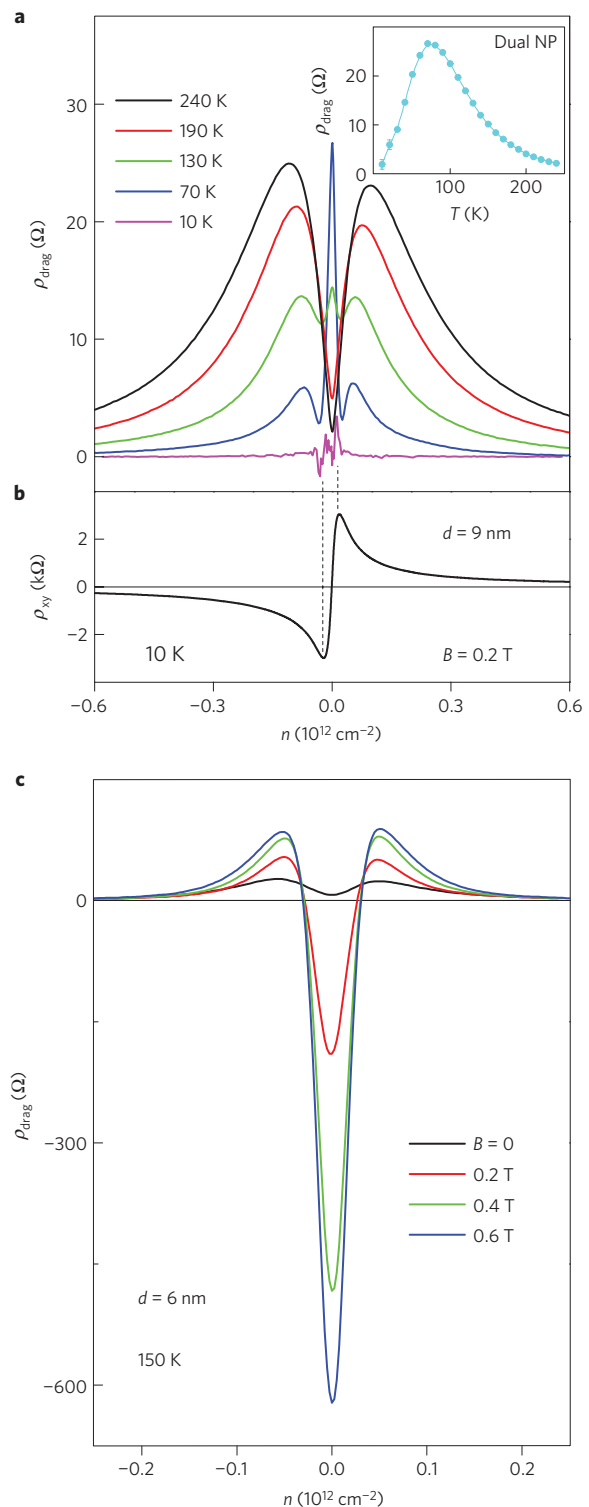 a
Dual NP
240 K
190 K
130 K
70 K
10 K
30
20
10
0
ρdrag (Ω)
20
10
0
ρdrag (Ω)
100
200
T (K)
b
d = 9 nm
2
0
−2
ρxy (kΩ)
10 K
B = 0.2 T
−0.6
−0.3
0.0
0.3
0.6
n (10¹² cm⁻²)
c
0
−300
−600
ρdrag (Ω)
B = 0
0.2 T
0.4 T
0.6 T
d = 6 nm
150 K
−0.2
−0.1
0.0
0.1
0.2
n (10¹² cm⁻²)